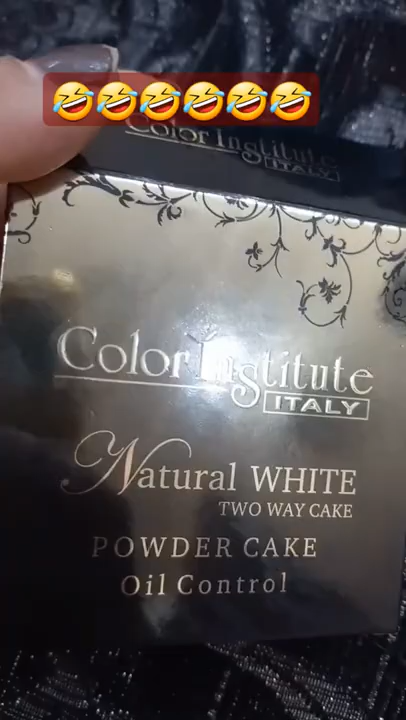 🤣🤣🤣🤣🤣🤣
Color Institute
ITALY
Color Institute
ITALY
Natural WHITE
TWO WAY CAKE
POWDER CAKE
Oil Control